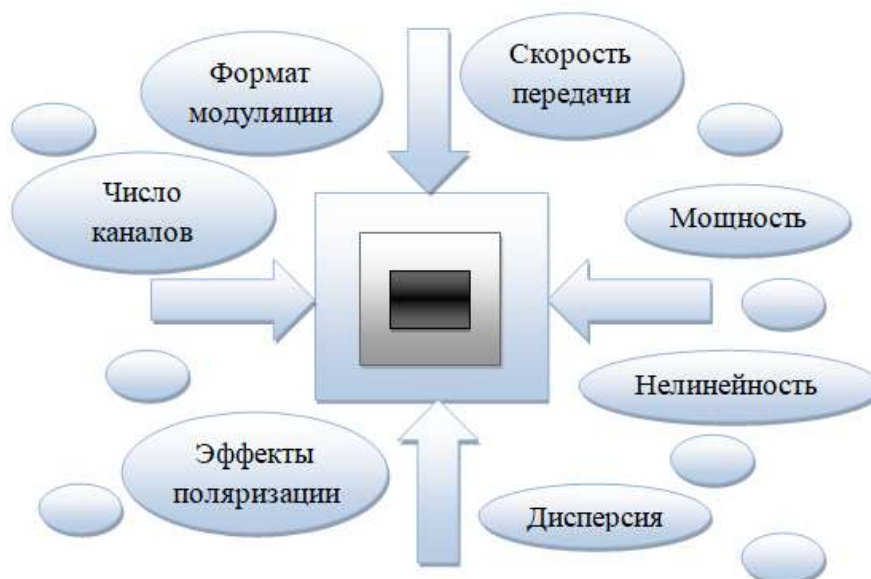 Формат
модуляции
Скорость
передачи
Число
каналов
Мощность
Нелинейность
Эффекты
поляризации
Дисперсия